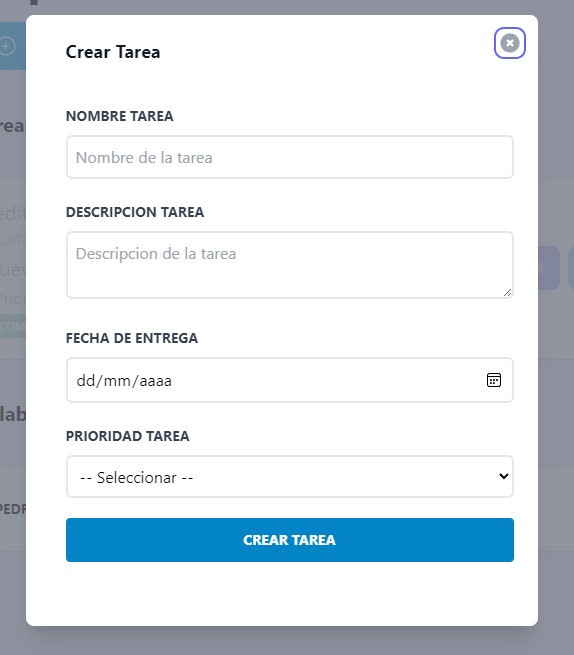 Crear Tarea
NOMBRE TAREA
Nombre de la tarea
DESCRIPCION TAREA
Descripcion de la tarea
FECHA DE ENTREGA
dd/mm/aaaa
PRIORIDAD TAREA
-- Seleccionar --
CREAR TAREA